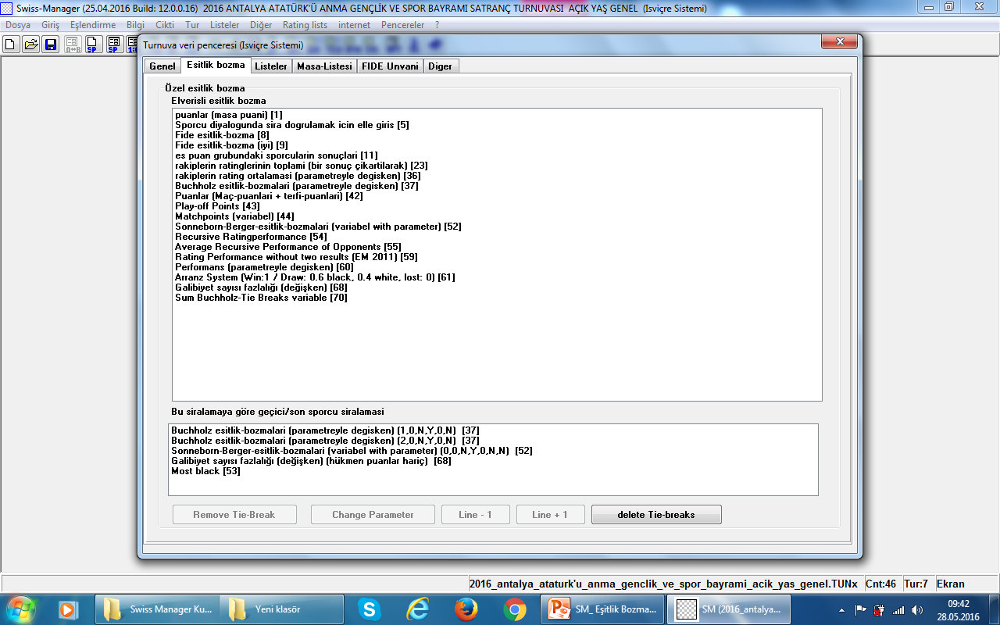 Swiss-Manager (25.04.2016 Build: 12.0.0.16)  2016 ANTALYA ATATÜRK'Ü ANMA GENÇLİK VE SPOR BAYRAMI SATRANÇ TURNUVASI  AÇIK YAŞ GENEL  (Isviçre Sistemi)
Dosya Giriş Eşlendirme Bilgi Cikti Tur Listeler Diğer Rating lists internet Pencereler ?
Turnuva veri penceresi (Isviçre Sistemi)
Genel Esitlik bozma Listeler Masa-Listesi FIDE Unvani Diger
Özel esitlik bozma
Elverisli esitlik bozma
puanlar (masa puani) [1]
Sporcu diyalogunda sira dogrulamak icin elle giris [5]
Fide esitlik-bozma [8]
Fide esitlik-bozma (iyi) [9]
es puan grubundaki sporcularin sonuçlari [11]
rakiplerin ratinglerinin toplami (bir sonuç çikartilarak) [23]
rakiplerin rating ortalamasi (parametreyle degisken) [36]
Buchholz esitlik-bozmalari (parametreyle degisken) [37]
Puanlar (Maç-puanlari + terfi-puanlari) [42]
Play-off Points [43]
Matchpoints (variabel) [44]
Sonneborn-Berger-esitlik-bozmalari (variabel with parameter) [52]
Recursive Ratingperformance [54]
Average Recursive Performance of Opponents [55]
Rating Performance without two results (EM 2011) [59]
Performans (parametreyle degisken) [60]
Arranz System (Win:1 / Draw: 0.6 black, 0.4 white, lost: 0) [61]
Galibiyet sayısı fazlalığı (değişken) [68]
Sum Buchholz-Tie Breaks variable [70]
Bu siralamaya göre geçici/son sporcu siralamasi
Buchholz esitlik-bozmalari (parametreyle degisken) (1,0,N,Y,0,N)  [37]
Buchholz esitlik-bozmalari (parametreyle degisken) (2,0,N,Y,0,N)  [37]
Sonneborn-Berger-esitlik-bozmalari (variabel with parameter) (0,0,N,Y,0,N,N)  [52]
Galibiyet sayısı fazlalığı (değişken) (hükmen puanlar hariç)  [68]
Most black [53]
Remove Tie-Break Change Parameter Line - 1 Line + 1 delete Tie-breaks
2016_antalya_ataturk'u_anma_genclik_ve_spor_bayrami_acik_yas_genel.TUNx Cnt:46 Tur:7 Ekran
Swiss Manager Ku... Yeni klasör SM_ Eşitlik Bozma... SM (2016_antalya... 09:42
28.05.2016